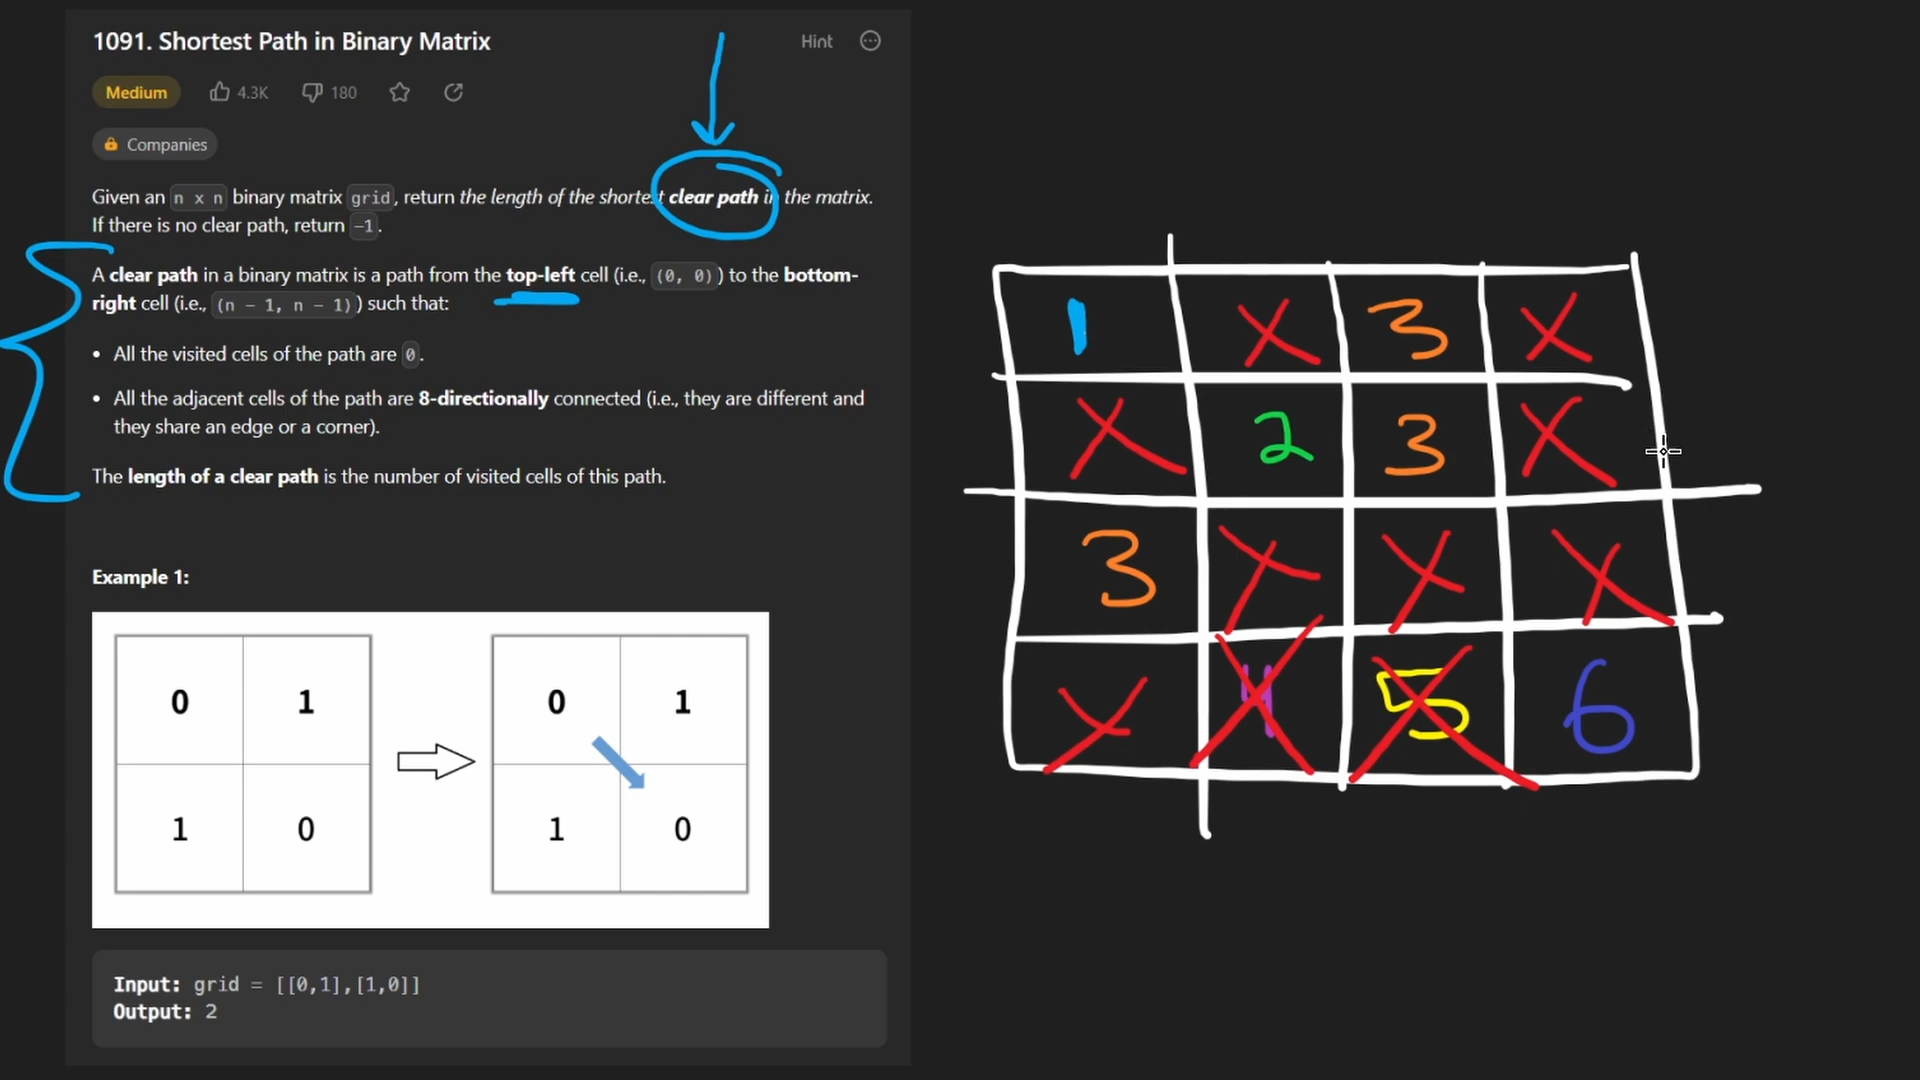 1091. Shortest Path in Binary Matrix
Hint
Medium 4.3K 180
Companies
Given an n x n binary matrix grid, return the length of the shortest clear path in the matrix.
If there is no clear path, return -1.
A clear path in a binary matrix is a path from the top-left cell (i.e., (0, 0)) to the bottom-
right cell (i.e., (n - 1, n - 1)) such that:
• All the visited cells of the path are 0.
• All the adjacent cells of the path are 8-directionally connected (i.e., they are different and
they share an edge or a corner).
The length of a clear path is the number of visited cells of this path.
Example 1:
0 1
1 0
0 1
1 0
Input: grid = [[0,1],[1,0]]
Output: 2
1 X 3 X
X 2 3 X
3 X X X
X 4 5 6